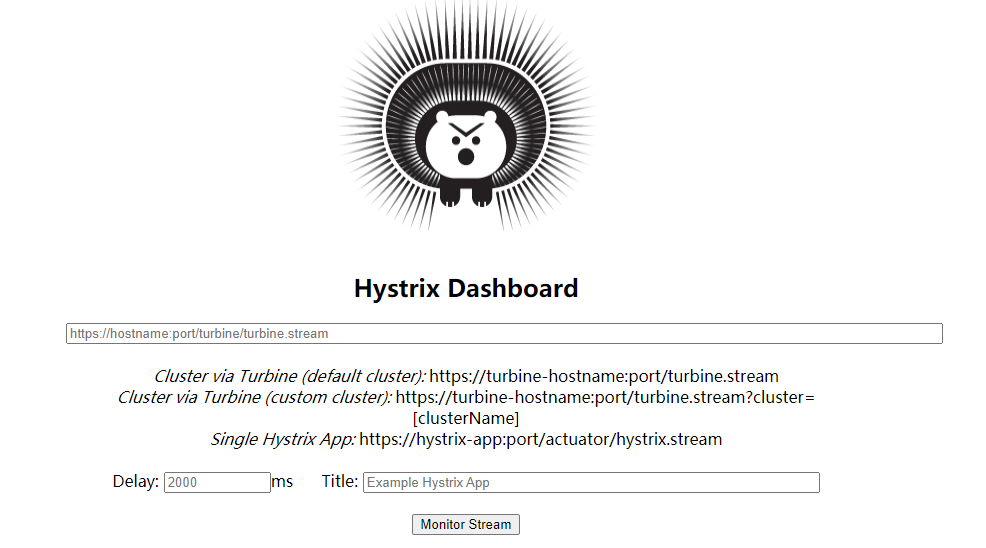 Hystrix Dashboard
https://hostname:port/turbine/turbine.stream
Cluster via Turbine (default cluster): https://turbine-hostname:port/turbine.stream
Cluster via Turbine (custom cluster): https://turbine-hostname:port/turbine.stream?cluster=
[clusterName]
Single Hystrix App: https://hystrix-app:port/actuator/hystrix.stream
Delay: 2000 ms Title: Example Hystrix App
Monitor Stream